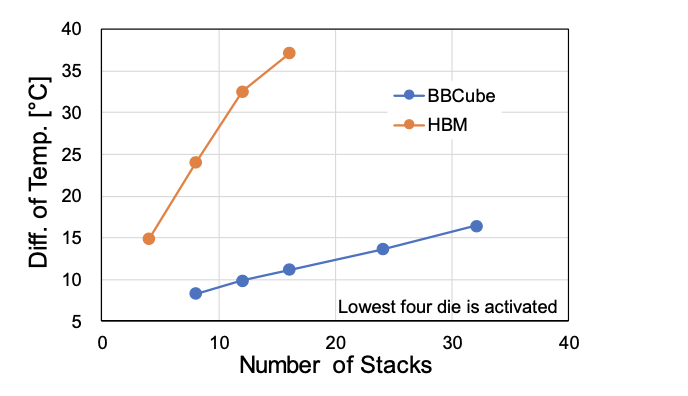 40
35
30
25
20
15
10
5
Diff. of Temp. [°C]
BBCube
HBM
Lowest four die is activated
0 10 20 30 40
Number of Stacks